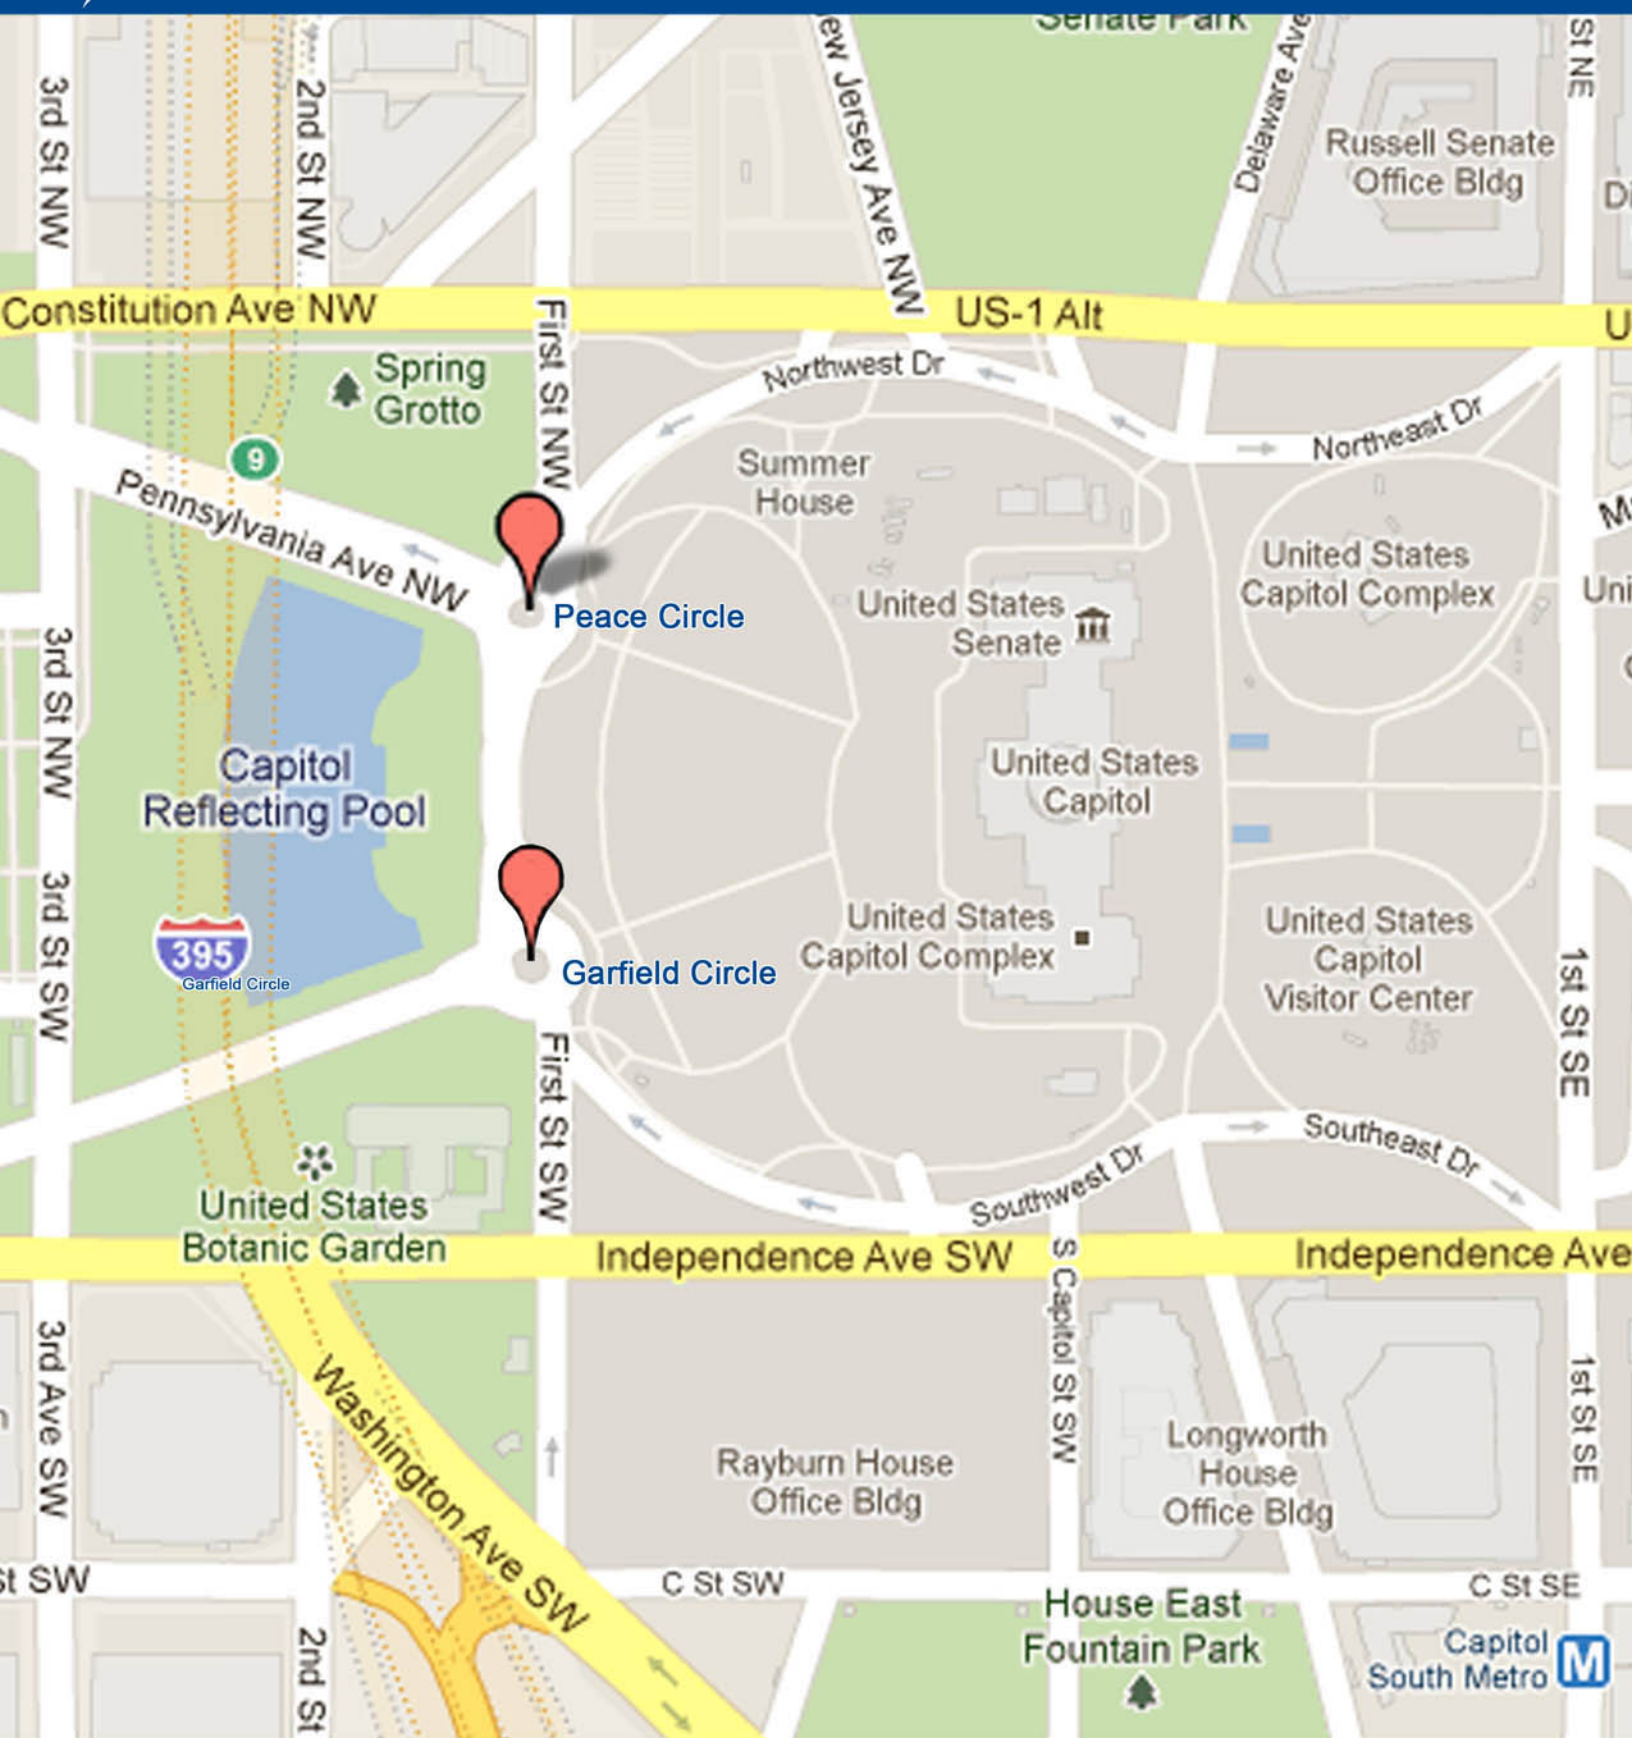 Senate Park
ew Jersey Ave NW
Delaware Ave
St NE
3rd St NW
2nd St NW
Russell Senate
Office Bldg
Constitution Ave NW
US-1 Alt
First St NW
Northwest Dr
Northeast Dr
Spring
Grotto
9
Summer
House
Pennsylvania Ave NW
United States
Capitol Complex
United States
Senate
Peace Circle
3rd St NW
Capitol
Reflecting Pool
United States
Capitol
3rd St SW
395
Garfield Circle
Garfield Circle
United States
Capitol Complex
United States
Capitol
Visitor Center
1st St SE
First St SW
Southwest Dr
Southeast Dr
United States
Botanic Garden
Independence Ave SW
Independence Ave
3rd Ave SW
Washington Ave SW
S Capitol St SW
1st St SE
Rayburn House
Office Bldg
Longworth
House
Office Bldg
St SW
C St SW
C St SE
2nd St
House East
Fountain Park
Capitol
South Metro
M